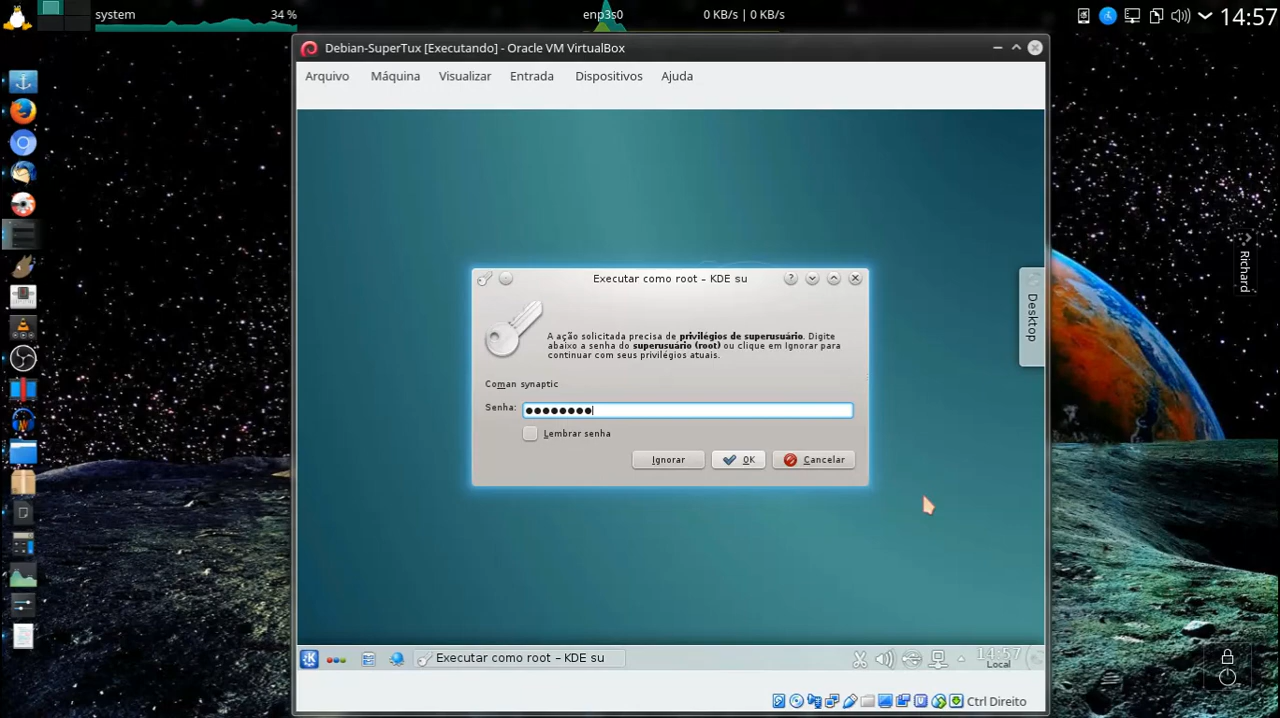 system 34 % enp3s0 0 KB/s | 0 KB/s 14:57
Debian-SuperTux [Executando] - Oracle VM VirtualBox
Arquivo Máquina Visualizar Entrada Dispositivos Ajuda
Executar como root – KDE su
A ação solicitada precisa de privilégios de superusuário. Digite
abaixo a senha do superusuário (root) ou clique em Ignorar para
continuar com seus privilégios atuais.
Coman synaptic
Senha: ●●●●●●●●
Lembrar senha
Ignorar OK Cancelar
Desktop
Richard
Executar como root – KDE su 14:57
Local
Ctrl Direito